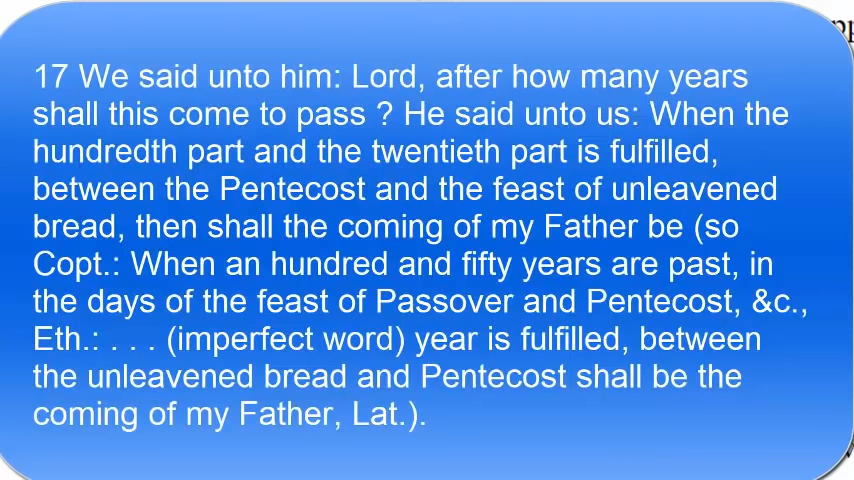 17 We said unto him: Lord, after how many years
shall this come to pass ? He said unto us: When the
hundredth part and the twentieth part is fulfilled,
between the Pentecost and the feast of unleavened
bread, then shall the coming of my Father be (so
Copt.: When an hundred and fifty years are past, in
the days of the feast of Passover and Pentecost, &c.,
Eth.: . . . (imperfect word) year is fulfilled, between
the unleavened bread and Pentecost shall be the
coming of my Father, Lat.).